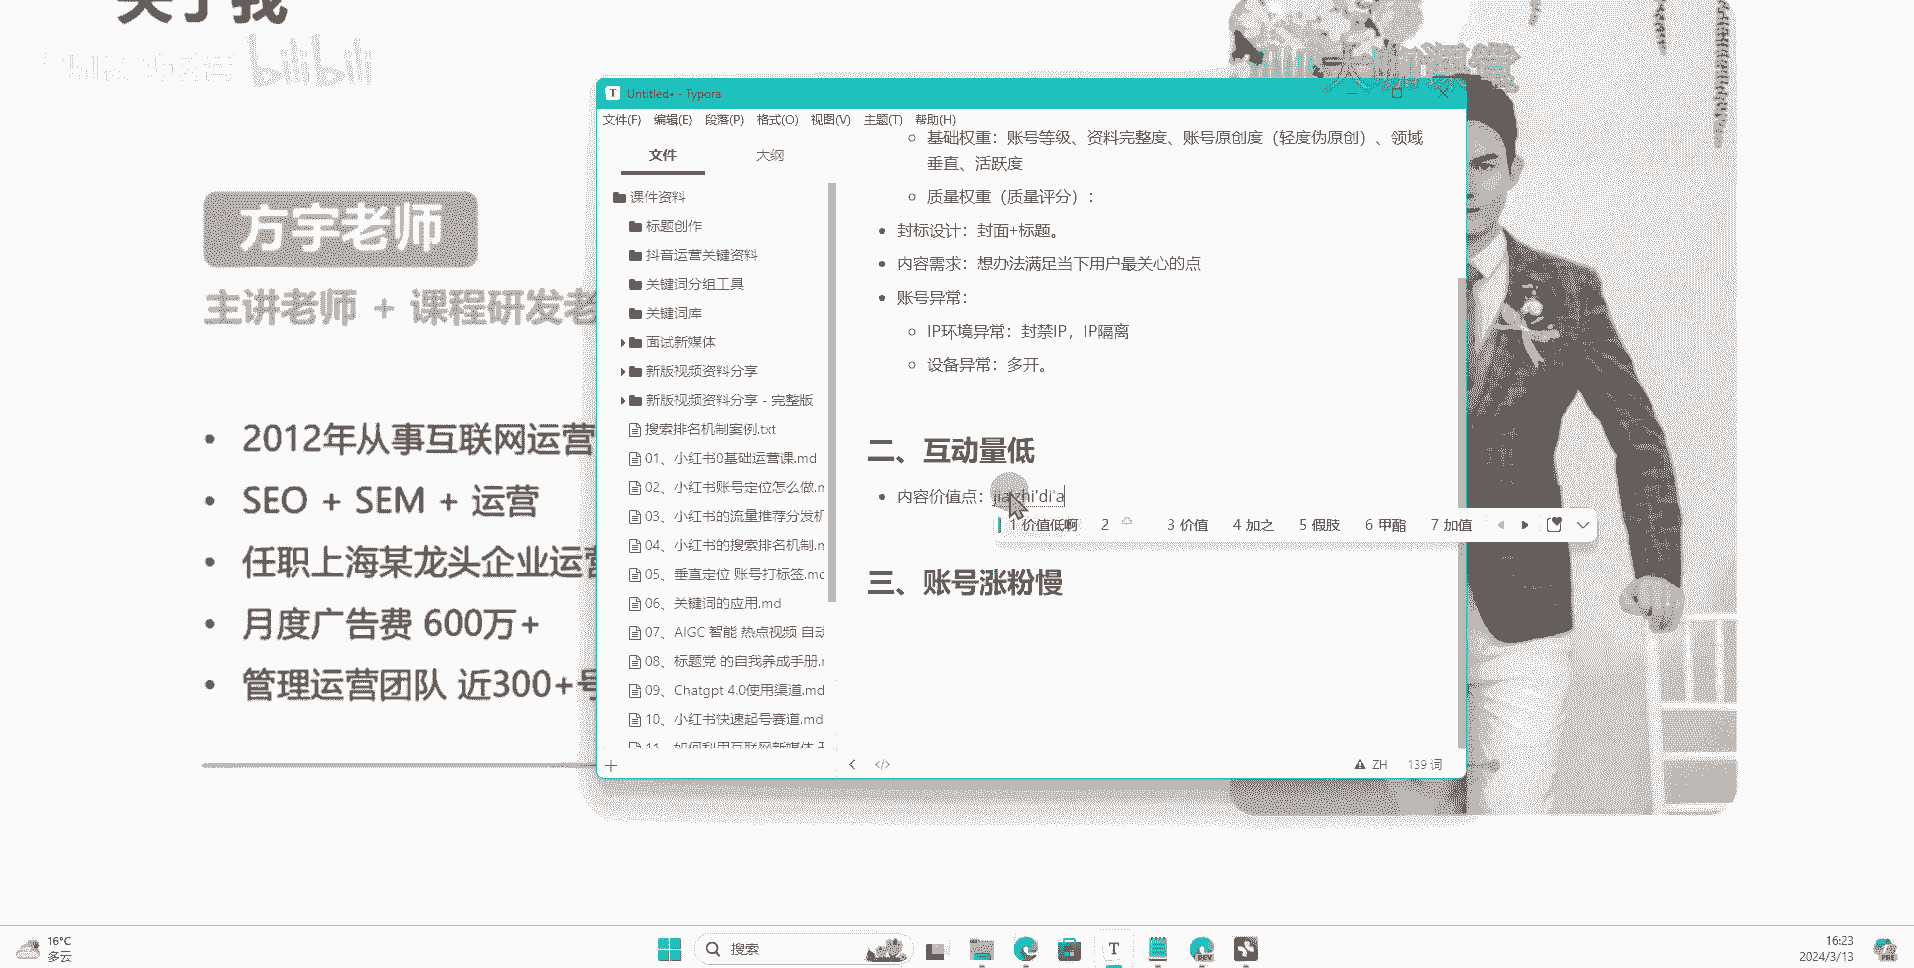 关于我
bilibili
方宇老师
主讲老师 + 课程研发老
2012年从事互联网运营
SEO + SEM + 运营
任职上海某龙头企业运营
月度广告费 600万+
管理运营团队 近300+号
Untitled• - Typora
文件(F) 编辑(E) 段落(P) 格式(O) 视图(V) 主题(T) 帮助(H)
文件 大纲
课件资料
标题创作
抖音运营关键资料
关键词分组工具
关键词库
面试新媒体
新版视频资料分享
新版视频资料分享 - 完整版
搜索排名机制案例.txt
01、小红书0基础运营课.md
02、小红书账号定位怎么做.m
03、小红书的流量推荐分发机
04、小红书的搜索排名机制.m
05、垂直定位 账号打标签.mc
06、关键词的应用.md
07、AIGC 智能 热点视频 自动
08、标题党 的自我养成手册.r
09、Chatgpt 4.0使用渠道.md
10、小红书快速起号赛道.md
11、如何利用互联网新媒体
基础权重：账号等级、资料完整度、账号原创度（轻度伪原创）、领域
垂直、活跃度
质量权重（质量评分）：
封标设计：封面+标题。
内容需求：想办法满足当下用户最关心的点
账号异常：
IP环境异常：封禁IP，IP隔离
设备异常：多开。
二、互动量低
内容价值点：jia'zhi'di'a
1 价值低啊 2 3 价值 4 加之 5 假肢 6 甲酯 7 加值
三、账号涨粉慢
ZH 139 词
16°C
多云
搜索
DEV
16:23
2024/3/13
PRE